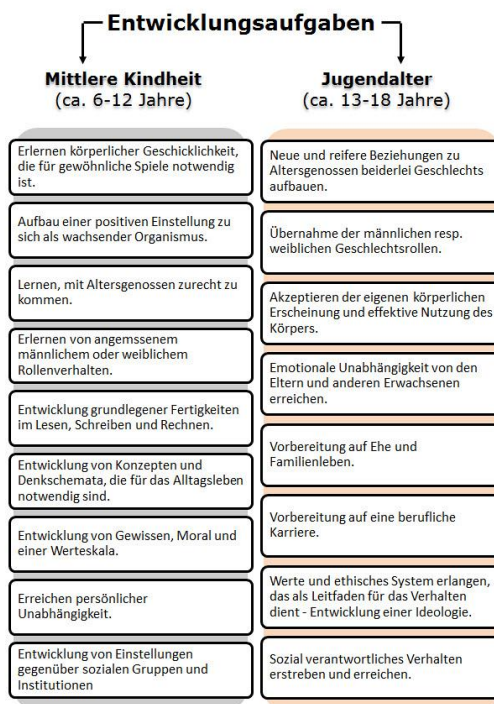 Entwicklungsaufgaben
Mittlere Kindheit
(ca. 6-12 Jahre)
Erlernen körperlicher Geschicklichkeit,
die für gewöhnliche Spiele notwendig
ist.
Aufbau einer positiven Einstellung zu
sich als wachsender Organismus.
Lernen, mit Altersgenossen zurecht zu
kommen.
Erlernen von angemssenem
männlichem oder weiblichem
Rollenverhalten.
Entwicklung grundlegener Fertigkeiten
im Lesen, Schreiben und Rechnen.
Entwicklung von Konzepten und
Denkschemata, die für das Alltagsleben
notwendig sind.
Entwicklung von Gewissen, Moral und
einer Werteskala.
Erreichen persönlicher
Unabhängigkeit.
Entwicklung von Einstellungen
gegenüber sozialen Gruppen und
Institutionen
Jugendalter
(ca. 13-18 Jahre)
Neue und reifere Beziehungen zu
Altersgenossen beiderlei Geschlechts
aufbauen.
Übernahme der männlichen resp.
weiblichen Geschlechtsrollen.
Akzeptieren der eigenen körperlichen
Erscheinung und effektive Nutzung des
Körpers.
Emotionale Unabhängigkeit von den
Eltern und anderen Erwachsenen
erreichen.
Vorbereitung auf Ehe und
Familienleben.
Vorbereitung auf eine berufliche
Karriere.
Werte und ethisches System erlangen,
das als Leitfaden für das Verhalten
dient - Entwicklung einer Ideologie.
Sozial verantwortliches Verhalten
erstreben und erreichen.